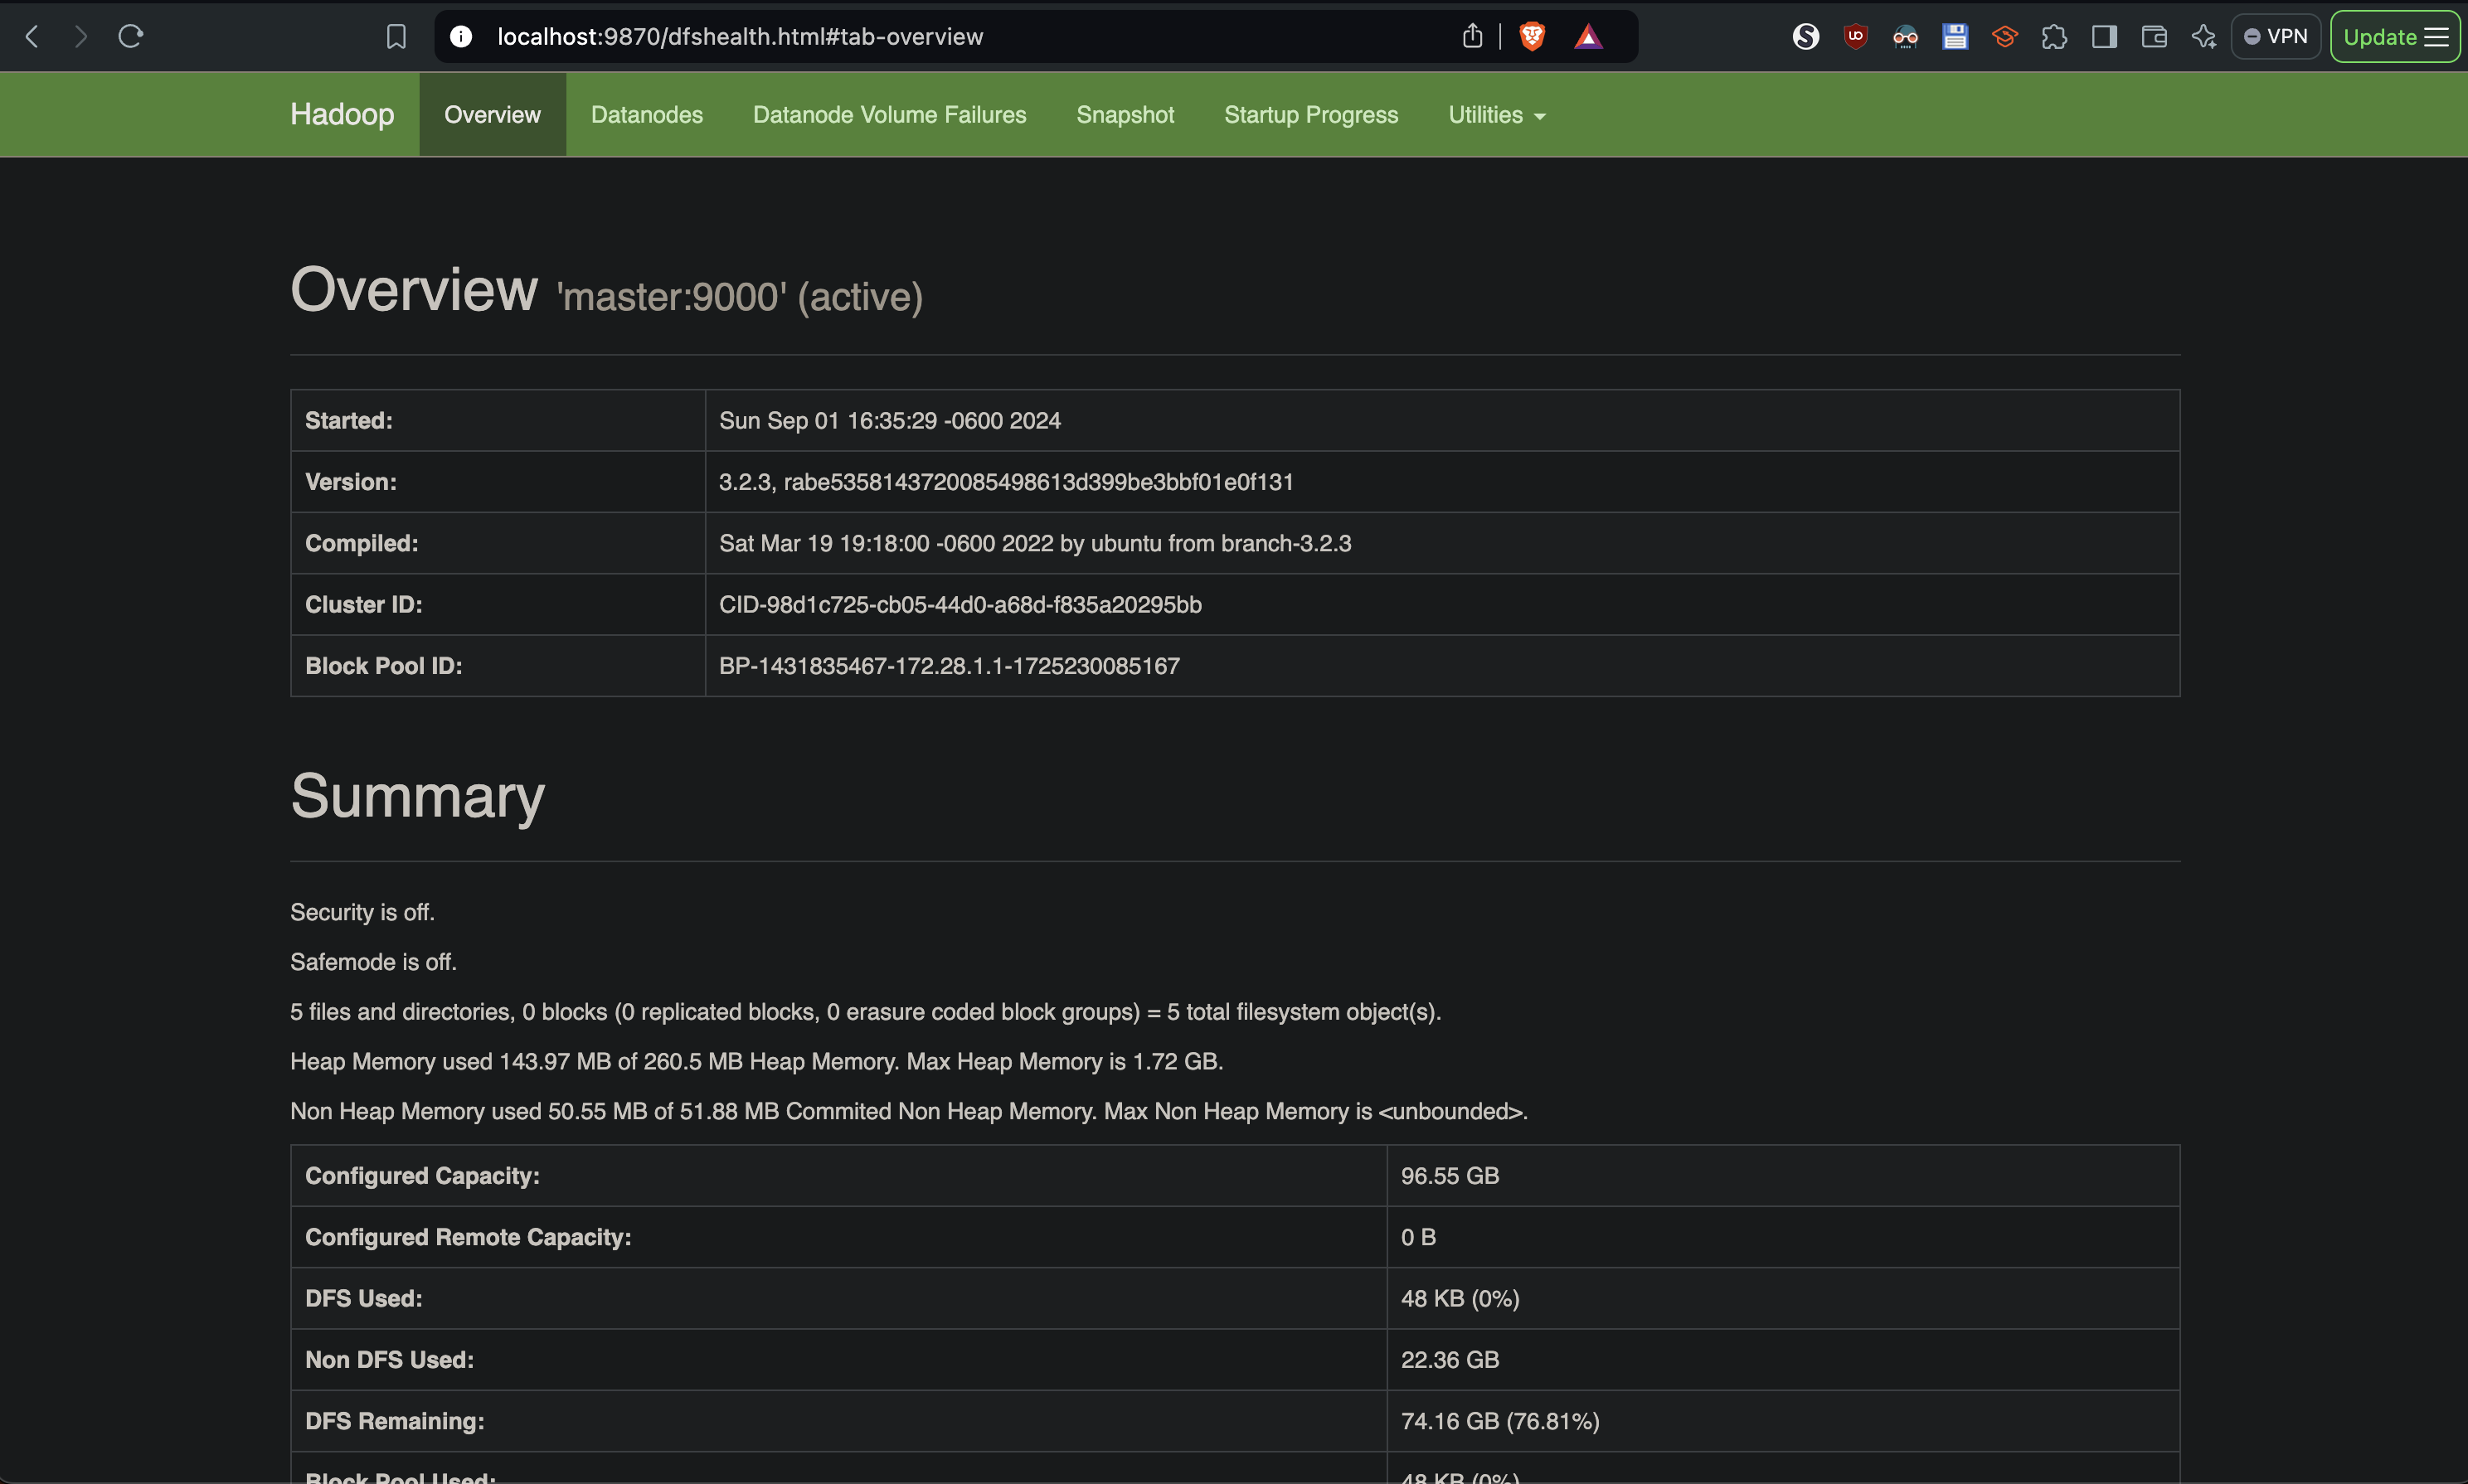 localhost:9870/dfshealth.html#tab-overview
VPN
Update
Hadoop Overview Datanodes Datanode Volume Failures Snapshot Startup Progress Utilities
Overview 'master:9000' (active)
Started: Sun Sep 01 16:35:29 -0600 2024
Version: 3.2.3, rabe5358143720085498613d399be3bbf01e0f131
Compiled: Sat Mar 19 19:18:00 -0600 2022 by ubuntu from branch-3.2.3
Cluster ID: CID-98d1c725-cb05-44d0-a68d-f835a20295bb
Block Pool ID: BP-1431835467-172.28.1.1-1725230085167
Summary
Security is off.
Safemode is off.
5 files and directories, 0 blocks (0 replicated blocks, 0 erasure coded block groups) = 5 total filesystem object(s).
Heap Memory used 143.97 MB of 260.5 MB Heap Memory. Max Heap Memory is 1.72 GB.
Non Heap Memory used 50.55 MB of 51.88 MB Commited Non Heap Memory. Max Non Heap Memory is <unbounded>.
Configured Capacity: 96.55 GB
Configured Remote Capacity: 0 B
DFS Used: 48 KB (0%)
Non DFS Used: 22.36 GB
DFS Remaining: 74.16 GB (76.81%)
Block Pool Used: 48 KB (0%)